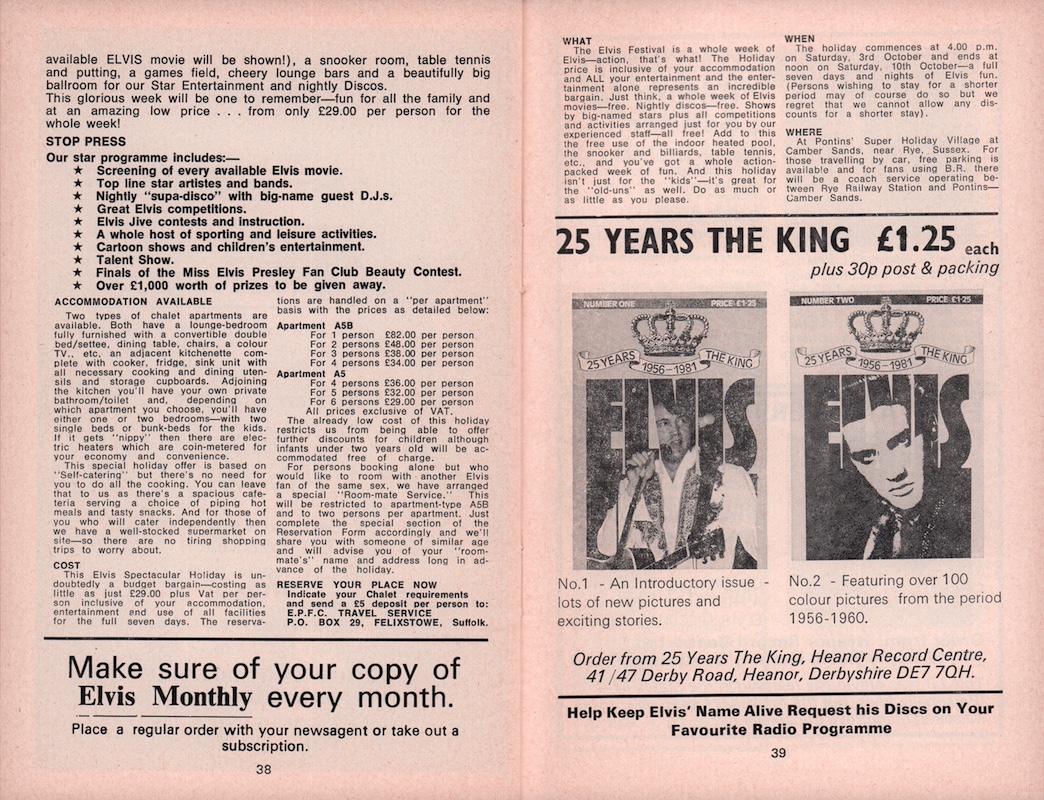 available ELVIS movie will be shown!), a snooker room, table tennis
and putting, a games field, cheery lounge bars and a beautifully big
ballroom for our Star Entertainment and nightly Discos.
This glorious week will be one to remember—fun for all the family and
at an amazing low price . . . from only £29.00 per person for the
whole week!
STOP PRESS
Our star programme includes:—
★ Screening of every available Elvis movie.
★ Top line star artistes and bands.
★ Nightly "supa-disco" with big-name guest D.J.s.
★ Great Elvis competitions.
★ Elvis Jive contests and instruction.
★ A whole host of sporting and leisure activities.
★ Cartoon shows and children's entertainment.
★ Talent Show.
★ Finals of the Miss Elvis Presley Fan Club Beauty Contest.
★ Over £1,000 worth of prizes to be given away.
ACCOMMODATION AVAILABLE
Two types of chalet apartments are
available. Both have a lounge-bedroom
fully furnished with a convertible double
bed/settee, dining table, chairs, a colour
TV., etc, an adjacent kitchenette com-
plete with cooker, fridge, sink unit with
all necessary cooking and dining uten-
sils and storage cupboards. Adjoining
the kitchen you'll have your own private
bathroom/toilet and, depending on
which apartment you choose, you'll have
either one or two bedrooms—with two
single beds or bunk-beds for the kids.
If it gets "nippy" then there are elec-
tric heaters which are coin-metered for
your economy and convenience.
This special holiday offer is based on
"Self-catering" but there's no need for
you to do all the cooking. You can leave
that to us as there's a spacious cafe-
teria serving a choice of piping hot
meals and tasty snacks. And for those of
you who will cater independently then
we have a well-stocked supermarket on
site—so there are no tiring shopping
trips to worry about.
COST
This Elvis Spectacular Holiday is un-
doubtedly a budget bargain—costing as
little as just £29.00 plus Vat per per-
son inclusive of your accommodation,
entertainment and use of all facilities
for the full seven days. The reserva-
tions are handled on a "per apartment"
basis with the prices as detailed below:
Apartment A5B
For 1 person £82.00 per person
For 2 persons £48.00 per person
For 3 persons £38.00 per person
For 4 persons £34.00 per person
Apartment A5
For 4 persons £36.00 per person
For 5 persons £32.00 per person
For 6 persons £29.00 per person
All prices exclusive of VAT.
The already low cost of this holiday
restricts us from being able to offer
further discounts for children although
infants under two years old will be ac-
commodated free of charge.
For persons booking alone but who
would like to room with another Elvis
fan of the same sex, we have arranged
a special "Room-mate Service." This
will be restricted to apartment-type A5B
and to two persons per apartment. Just
complete the special section of the
Reservation Form accordingly and we'll
share you with someone of similar age
and will advise you of your "room-
mate's" name and address long in ad-
vance of the holiday.
RESERVE YOUR PLACE NOW
Indicate your Chalet requirements
and send a £5 deposit per person to:
E.P.F.C. TRAVEL SERVICE
P.O. BOX 29, FELIXSTOWE, Suffolk.
Make sure of your copy of
Elvis Monthly every month.
Place a regular order with your newsagent or take out a
subscription.
38
WHAT
The Elvis Festival is a whole week of
Elvis—action, that's what! The Holiday
price is inclusive of your accommodation
and ALL your entertainment and the enter-
tainment alone represents an incredible
bargain. Just think, a whole week of Elvis
movies—free. Nightly discos—free. Shows
by big-named stars plus all competitions
and activities arranged just for you by our
experienced staff—all free! Add to this
the free use of the indoor heated pool,
the snooker and billiards, table tennis,
etc., and you've got a whole action-
packed week of fun. And this holiday
isn't just for the "kids"—it's great for
the "old-uns" as well. Do as much or
as little as you please.
WHEN
The holiday commences at 4.00 p.m.
on Saturday, 3rd October and ends at
noon on Saturday, 10th October—a full
seven days and nights of Elvis fun.
(Persons wishing to stay for a shorter
period may of course do so but we
regret that we cannot allow any dis-
counts for a shorter stay).
WHERE
At Pontins' Super Holiday Village at
Camber Sands, near Rye, Sussex. For
those travelling by car, free parking is
available and for fans using B.R. there
will be a coach service operating be-
tween Rye Railway Station and Pontins—
Camber Sands.
25 YEARS THE KING £1.25 each
plus 30p post & packing
NUMBER ONE PRICE £1·25
25 YEARS THE KING
1956–1981
ELVIS
NUMBER TWO PRICE £1·25
25 YEARS THE KING
1956–1981
ELVIS
No.1 - An Introductory issue -
lots of new pictures and
exciting stories.
No.2 - Featuring over 100
colour pictures from the period
1956-1960.
Order from 25 Years The King, Heanor Record Centre,
41/47 Derby Road, Heanor, Derbyshire DE7 7QH.
Help Keep Elvis' Name Alive Request his Discs on Your
Favourite Radio Programme
39